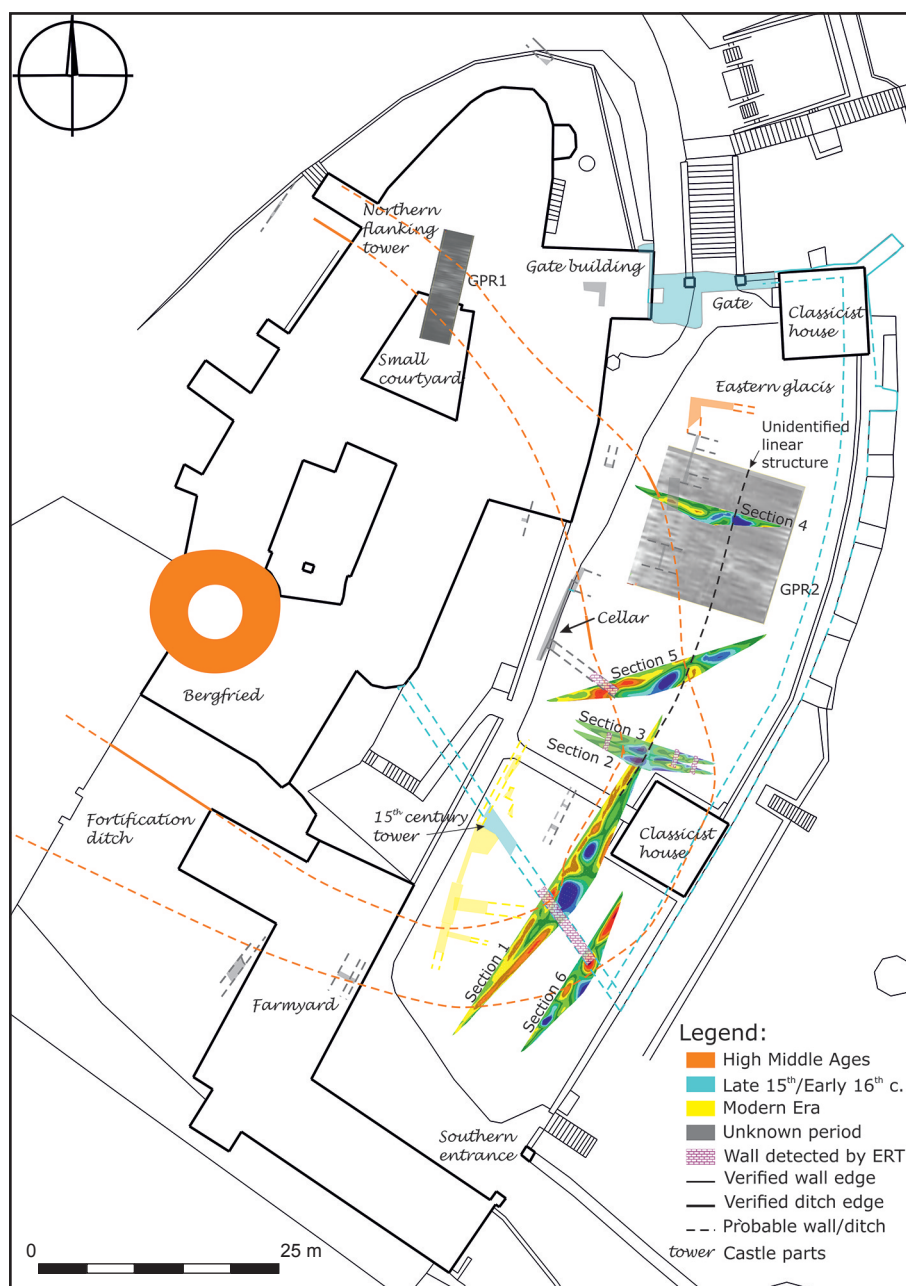 Northern
flanking
tower
GPR1
Gate building
Gate
Classicist
house
Small
courtyard
Eastern glacis
Unidentified
linear
structure
Section 4
GPR2
Cellar
Bergfried
Section 5
Section 3
Section 2
Fortification
ditch
15th century
tower
Classicist
house
Section 1
Section 6
Farmyard
Southern
entrance
Legend:
High Middle Ages
Late 15th/Early 16th c.
Modern Era
Unknown period
Wall detected by ERT
Verified wall edge
Verified ditch edge
Probable wall/ditch
tower Castle parts
0 25 m